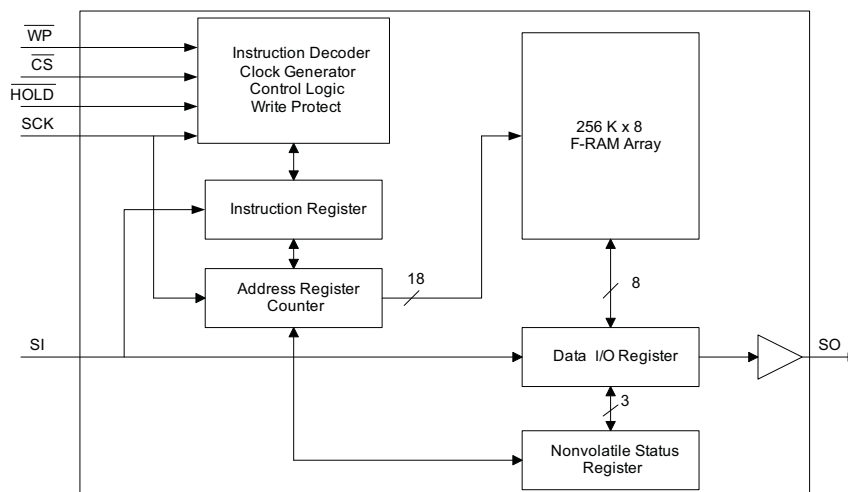 WP
CS
HOLD
SCK
Instruction Decoder
Clock Generator
Control Logic
Write Protect
256 K x 8
F-RAM Array
Instruction Register
Address Register
Counter
18
8
SI
Data I/O Register
SO
3
Nonvolatile Status
Register